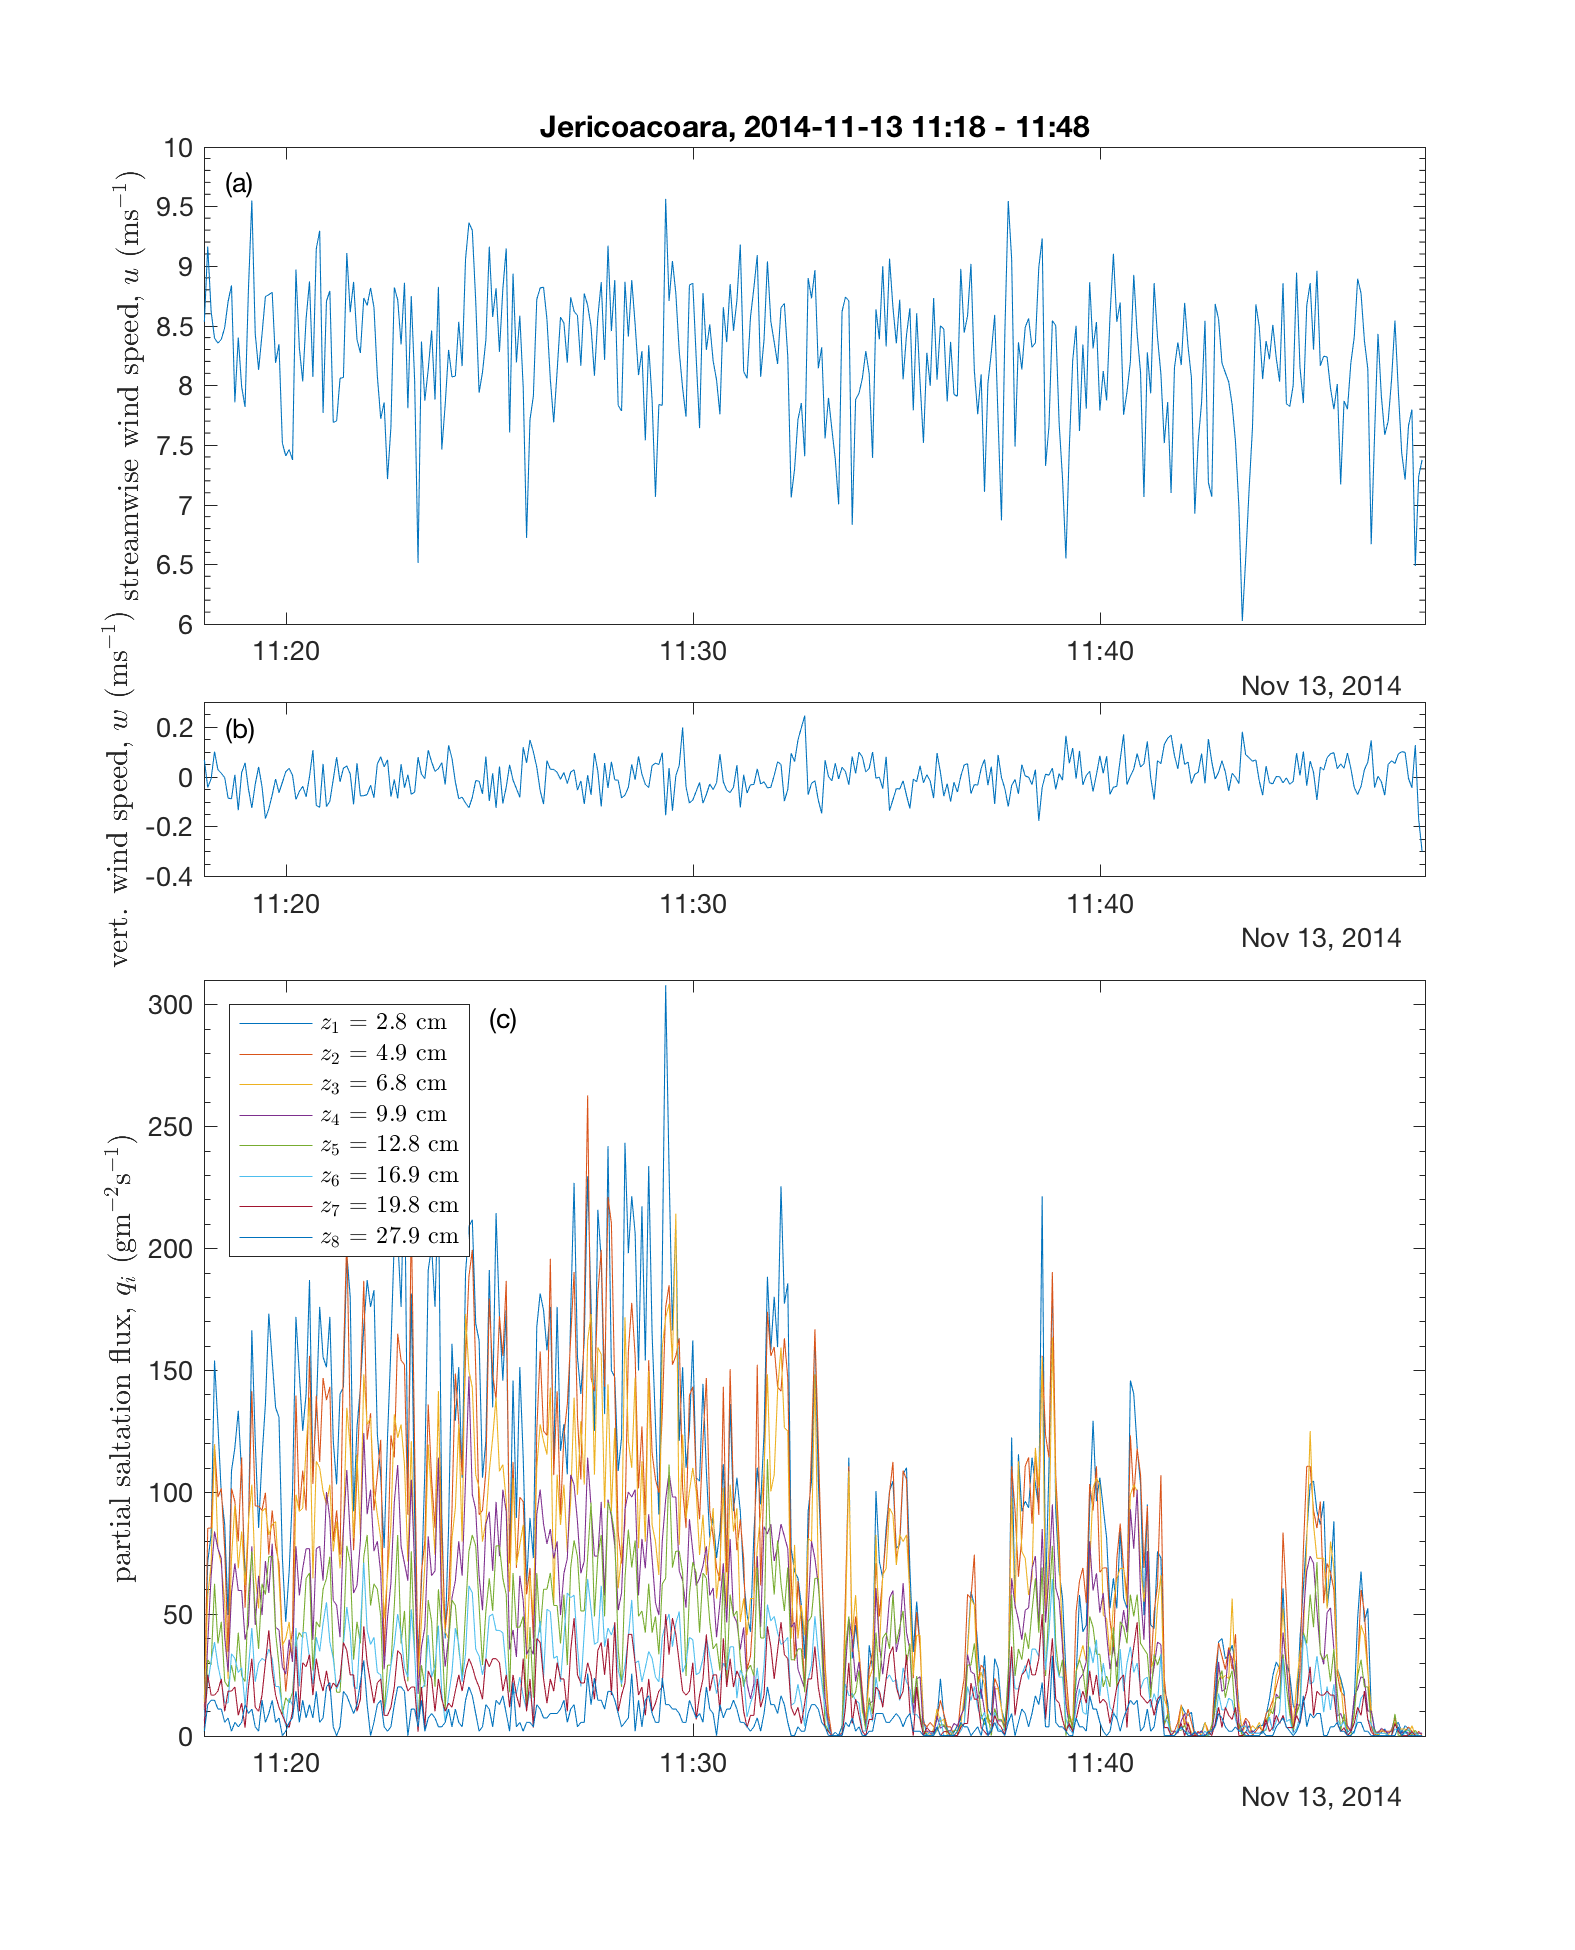 Jericoacoara, 2014-11-13 11:18 - 11:48
(a)
streamwise wind speed, u (ms⁻¹)
10
9.5
9
8.5
8
7.5
7
6.5
6
11:20 11:30 11:40
Nov 13, 2014
(b)
vert. wind speed, w (ms⁻¹)
0.2
0
-0.2
-0.4
11:20 11:30 11:40
Nov 13, 2014
(c)
partial saltation flux, qᵢ (gm⁻²s⁻¹)
300
250
200
150
100
50
0
z₁ = 2.8 cm
z₂ = 4.9 cm
z₃ = 6.8 cm
z₄ = 9.9 cm
z₅ = 12.8 cm
z₆ = 16.9 cm
z₇ = 19.8 cm
z₈ = 27.9 cm
11:20 11:30 11:40
Nov 13, 2014